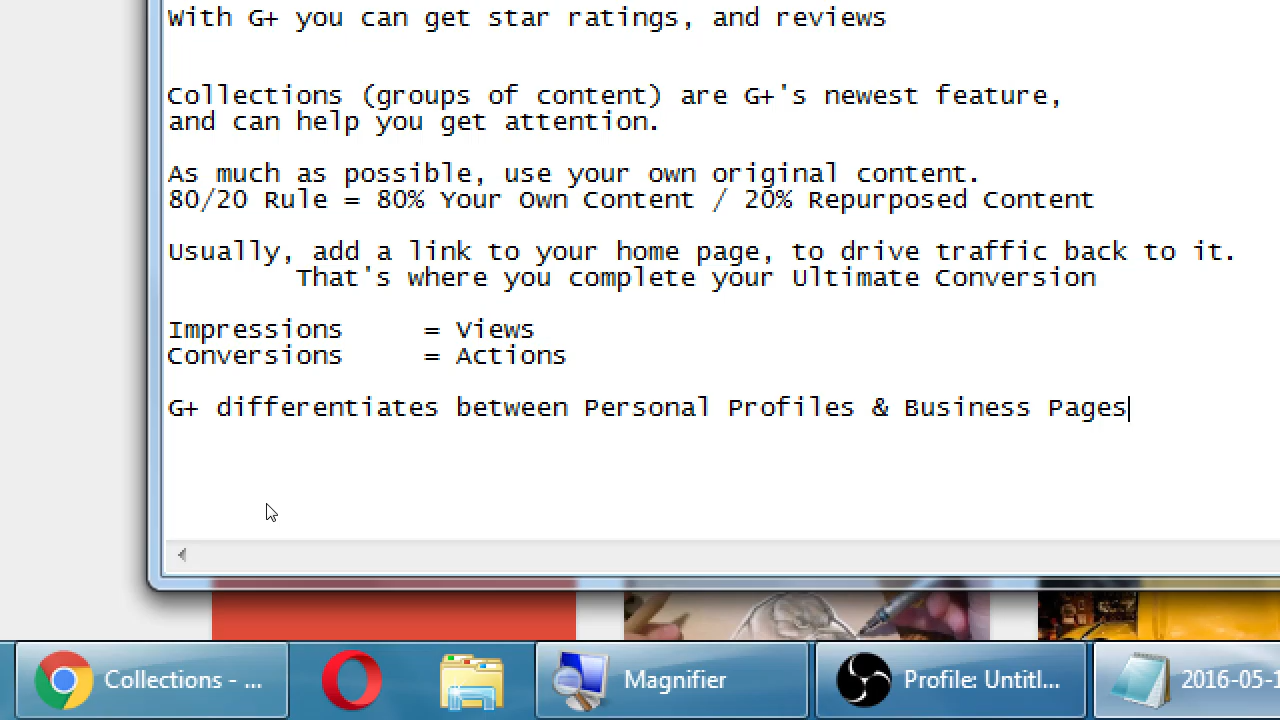 With G+ you can get star ratings, and reviews
Collections (groups of content) are G+'s newest feature,
and can help you get attention.
As much as possible, use your own original content.
80/20 Rule = 80% Your Own Content / 20% Repurposed Content
Usually, add a link to your home page, to drive traffic back to it.
That's where you complete your Ultimate Conversion
Impressions = Views
Conversions = Actions
G+ differentiates between Personal Profiles & Business Pages
Collections - ... Magnifier Profile: Untitl... 2016-05-1